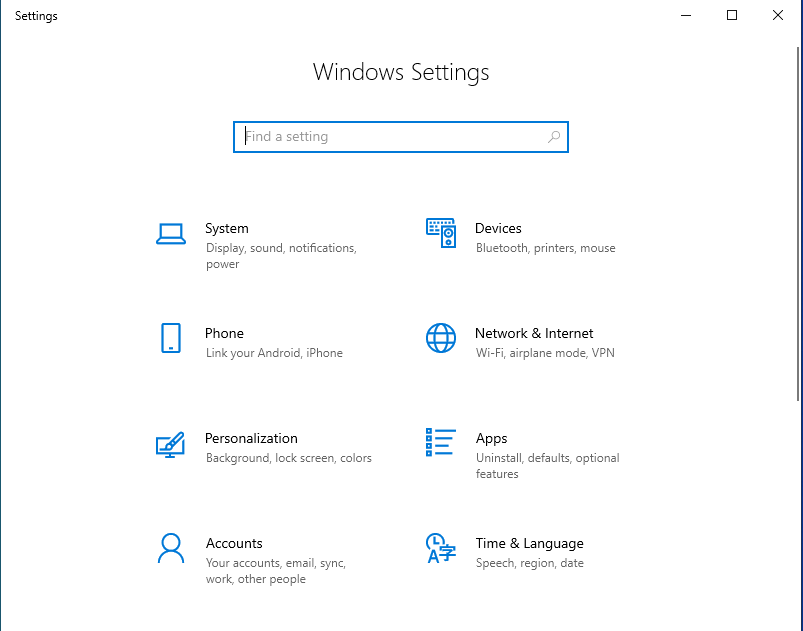 Settings
Windows Settings
Find a setting
System
Display, sound, notifications,
power
Devices
Bluetooth, printers, mouse
Phone
Link your Android, iPhone
Network & Internet
Wi-Fi, airplane mode, VPN
Personalization
Background, lock screen, colors
Apps
Uninstall, defaults, optional
features
Accounts
Your accounts, email, sync,
work, other people
Time & Language
Speech, region, date